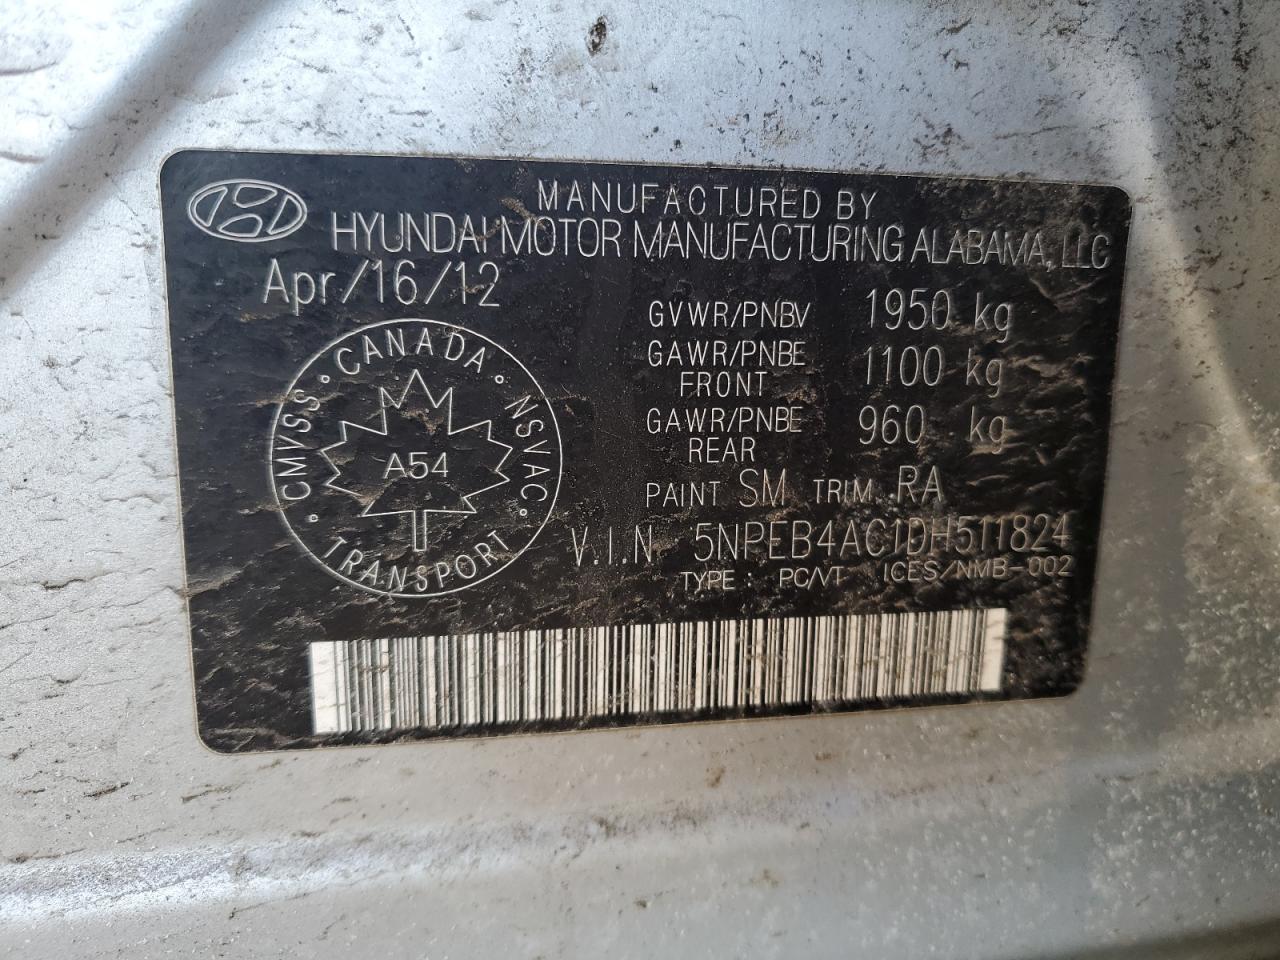 MANUFACTURED BY
HYUNDAI MOTOR MANUFACTURING ALABAMA, LLC
Apr/16/12
GVWR/PNBV 1950 kg
GAWR/PNBE FRONT 1100 kg
GAWR/PNBE REAR 960 kg
PAINT SM TRIM RA
V.I.N 5NPEB4AC1DH511824
TYPE: PC/VT ICES/NMB-002
CANADA · NSVAC · TRANSPORT · CMVSS ·
A54